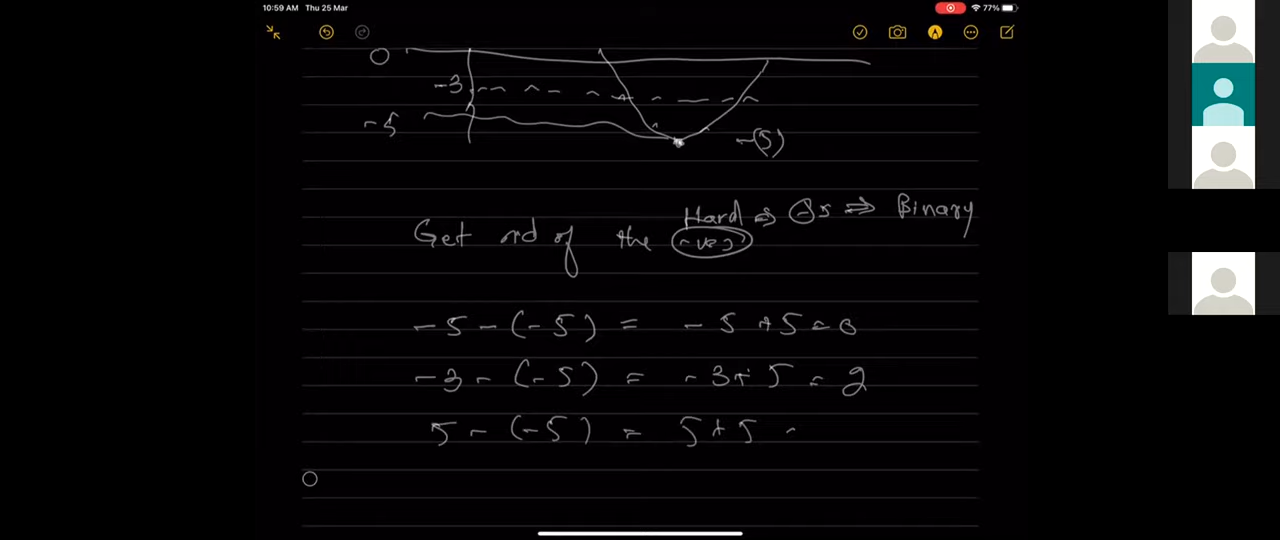 10:59 AM Thu 25 Mar
77%
0
-3
-5
-(5)
Hard ⇒ ⇒ Binary
Get rid of the -ve
-5 - (-5) = -5 + 5 = 0
-3 - (-5) = -3 + 5 = 2
5 - (-5) = 5 + 5 -